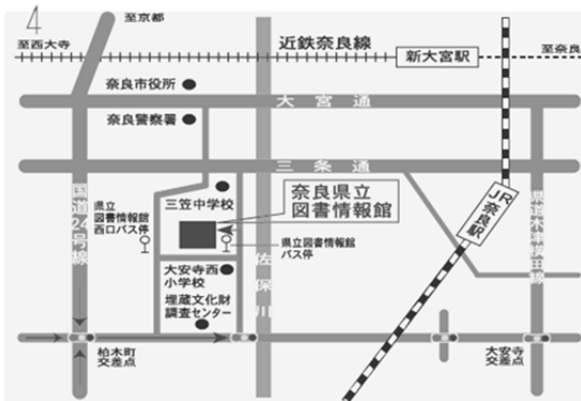 至京都
至西大寺
近鉄奈良線
新大宮駅
至奈良
奈良市役所
大宮通
奈良警察署
三条通
三笠中学校
奈良県立
図書情報館
国道24号線
県立
図書情報館
西口バス停
県立図書情報館
バス停
JR奈良駅
佐保川
大安寺西
小学校
埋蔵文化財
調査センター
柏木町
交差点
大安寺
交差点